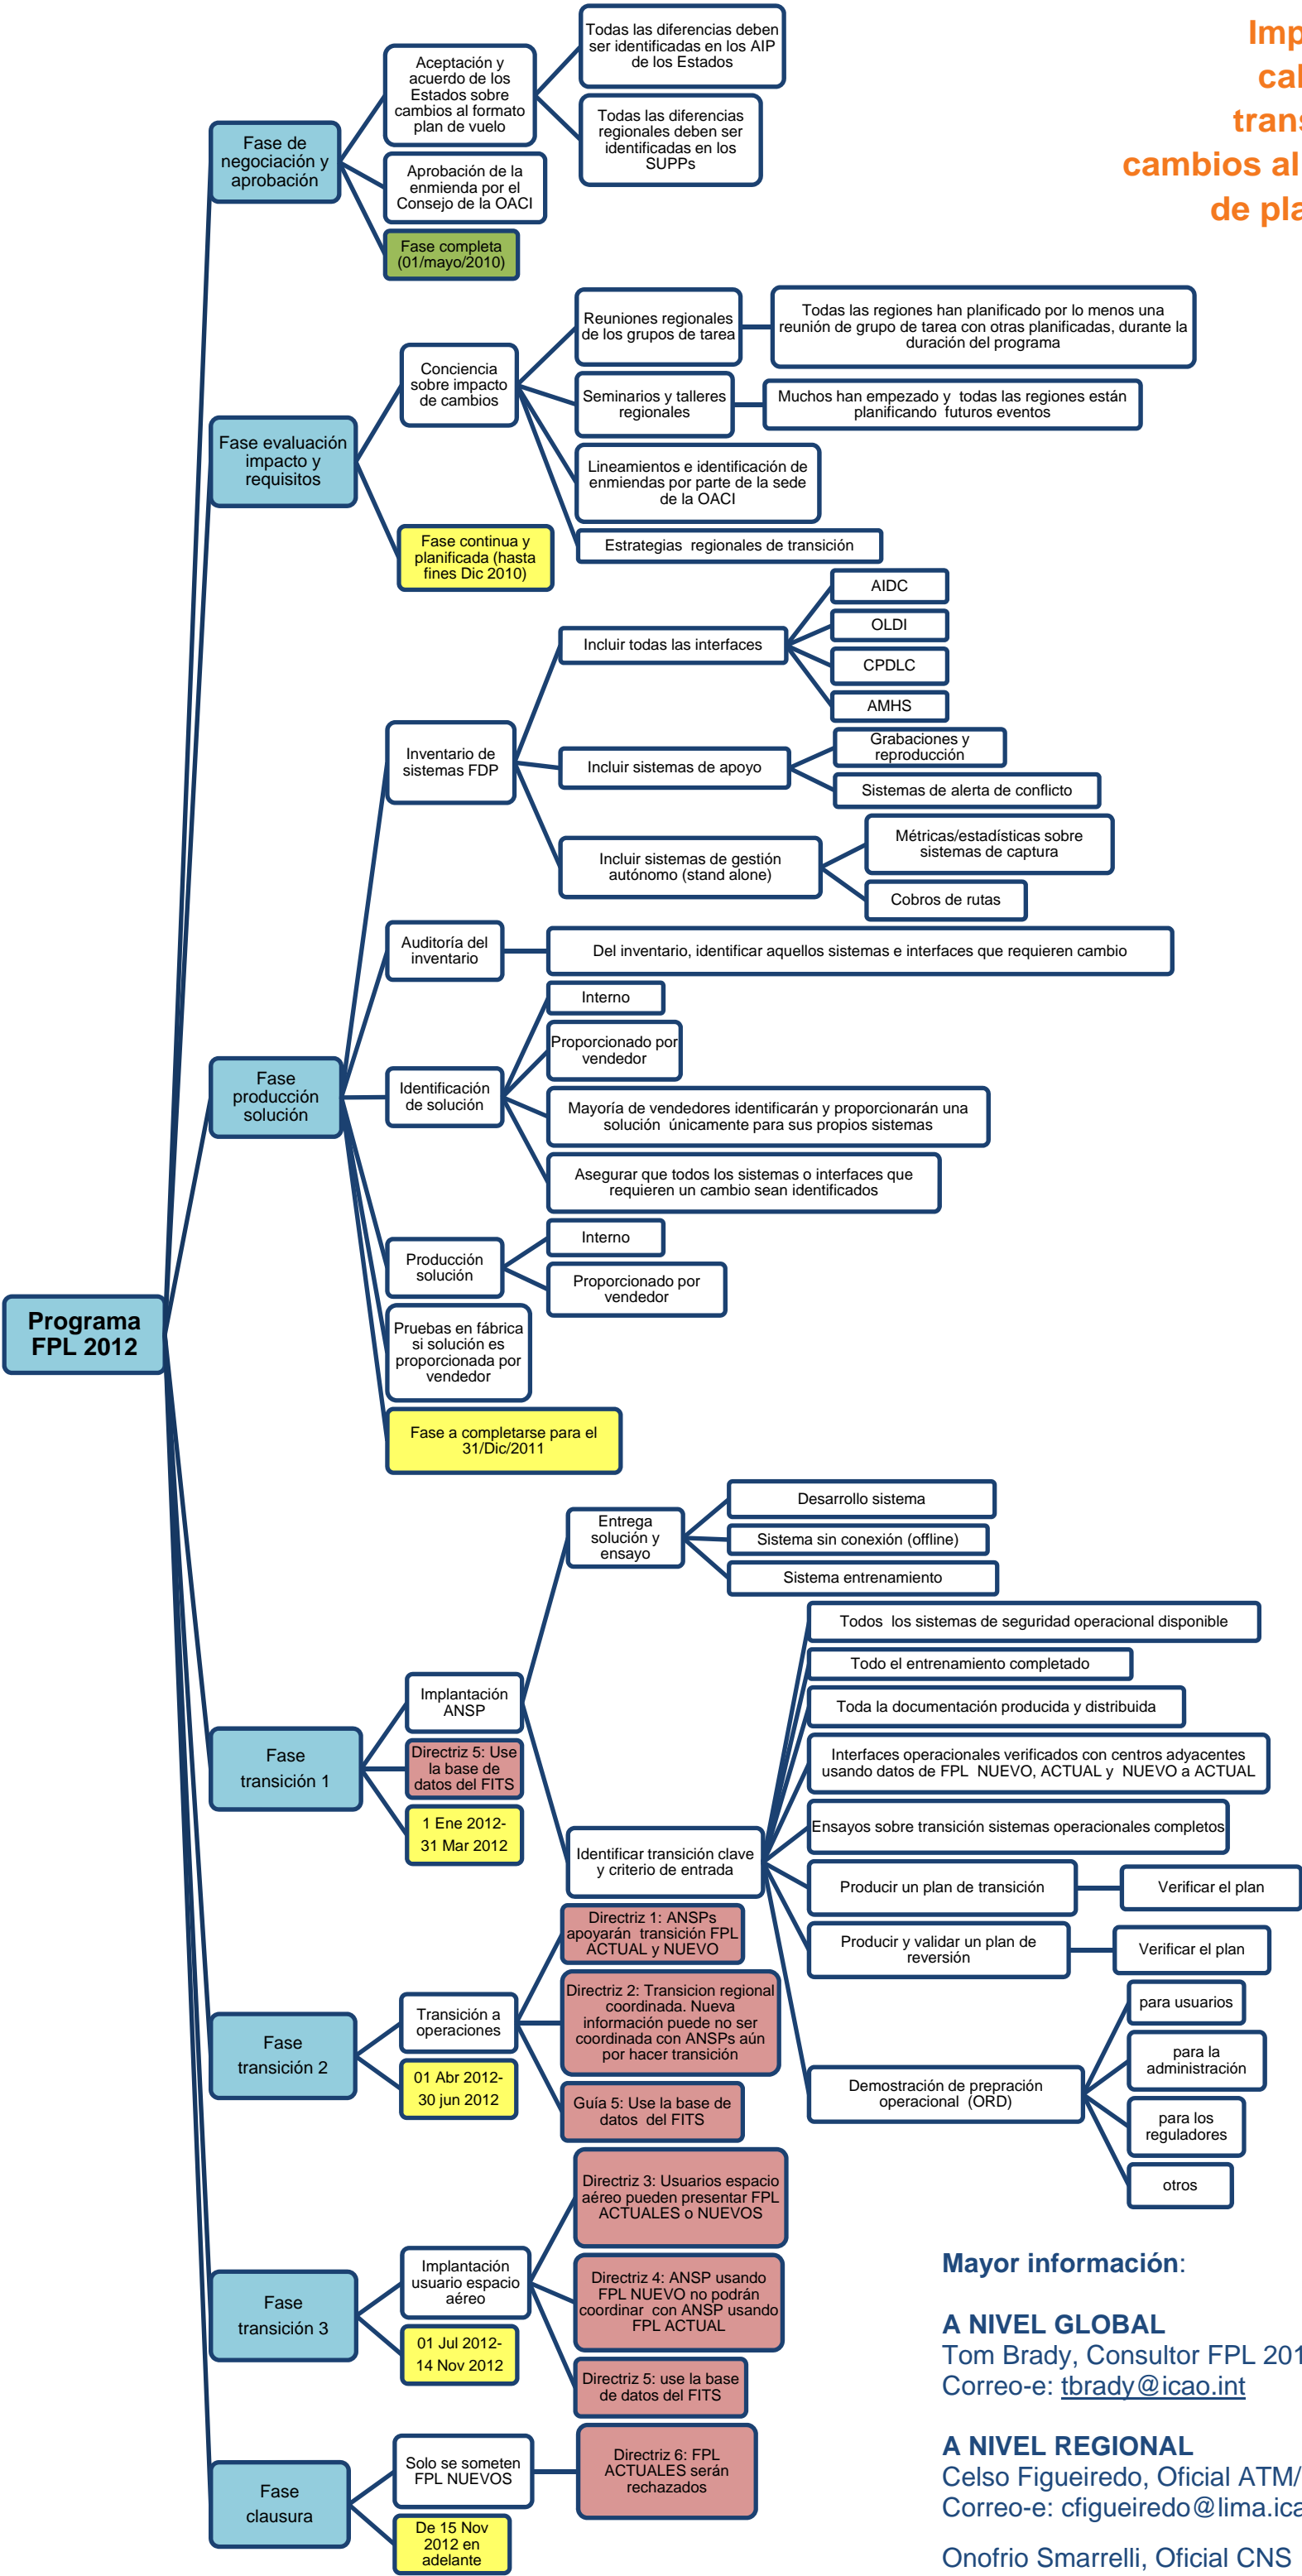 Imp
cal
trans
cambios al
de pla
Todas las diferencias deben
ser identificadas en los AIP
de los Estados
Aceptación y
acuerdo de los
Estados sobre
cambios al formato
plan de vuelo
Todas las diferencias
regionales deben ser
identificadas en los
SUPPs
Fase de
negociación y
aprobación
Aprobación de la
enmienda por el
Consejo de la OACI
Fase completa
(01/mayo/2010)
Reuniones regionales
de los grupos de tarea
Todas las regiones han planificado por lo menos una
reunión de grupo de tarea con otras planificadas, durante la
duración del programa
Conciencia
sobre impacto
de cambios
Seminarios y talleres
regionales
Muchos han empezado y  todas las regiones están
planificando  futuros eventos
Fase evaluación
impacto y
requisitos
Lineamientos e identificación de
enmiendas por parte de la sede
de la OACI
Fase continua y
planificada (hasta
fines Dic 2010)
Estrategias  regionales de transición
AIDC
OLDI
Incluir todas las interfaces
CPDLC
AMHS
Inventario de
sistemas FDP
Grabaciones y
reproducción
Incluir sistemas de apoyo
Sistemas de alerta de conflicto
Métricas/estadísticas sobre
sistemas de captura
Incluir sistemas de gestión
autónomo (stand alone)
Cobros de rutas
Auditoría del
inventario
Del inventario, identificar aquellos sistemas e interfaces que requieren cambio
Interno
Proporcionado por
vendedor
Fase
producción
solución
Identificación
de solución
Mayoría de vendedores identificarán y proporcionarán una
solución  únicamente para sus propios sistemas
Asegurar que todos los sistemas o interfaces que
requieren un cambio sean identificados
Interno
Producción
solución
Proporcionado por
vendedor
Programa
FPL 2012
Pruebas en fábrica
si solución es
proporcionada por
vendedor
Fase a completarse para el
31/Dic/2011
Desarrollo sistema
Entrega
solución y
ensayo
Sistema sin conexión (offline)
Sistema entrenamiento
Todos  los sistemas de seguridad operacional disponible
Todo el entrenamiento completado
Implantación
ANSP
Toda la documentación producida y distribuida
Fase
transición 1
Directriz 5: Use
la base de
datos del FITS
Interfaces operacionales verificados con centros adyacentes
usando datos de FPL  NUEVO, ACTUAL y  NUEVO a ACTUAL
1 Ene 2012-
31 Mar 2012
Ensayos sobre transición sistemas operacionales completos
Identificar transición clave
y criterio de entrada
Producir un plan de transición
Verificar el plan
Directriz 1: ANSPs
apoyarán  transición FPL
ACTUAL y NUEVO
Producir y validar un plan de
reversión
Verificar el plan
Directriz 2: Transicion regional
coordinada. Nueva
información puede no ser
coordinada con ANSPs aún
por hacer transición
Transición a
operaciones
Fase
transición 2
01 Abr 2012-
30 jun 2012
Guía 5: Use la base de
datos  del FITS
para usuarios
para la
administración
Demostración de prepración
operacional  (ORD)
para los
reguladores
otros
Directriz 3: Usuarios espacio
aéreo pueden presentar FPL
ACTUALES o NUEVOS
Implantación
usuario espacio
aéreo
Directriz 4: ANSP usando
FPL NUEVO no podrán
coordinar  con ANSP usando
FPL ACTUAL
Fase
transición 3
01 Jul 2012-
14 Nov 2012
Directriz 5: use la base
de datos del FITS
Solo se someten
FPL NUEVOS
Directriz 6: FPL
ACTUALES serán
rechazados
Fase
clausura
De 15 Nov
2012 en
adelante
Mayor información:
A NIVEL GLOBAL
Tom Brady, Consultor FPL 201
Correo-e: tbrady@icao.int
A NIVEL REGIONAL
Celso Figueiredo, Oficial ATM/
Correo-e: cfigueiredo@lima.ica
Onofrio Smarrelli, Oficial CNS